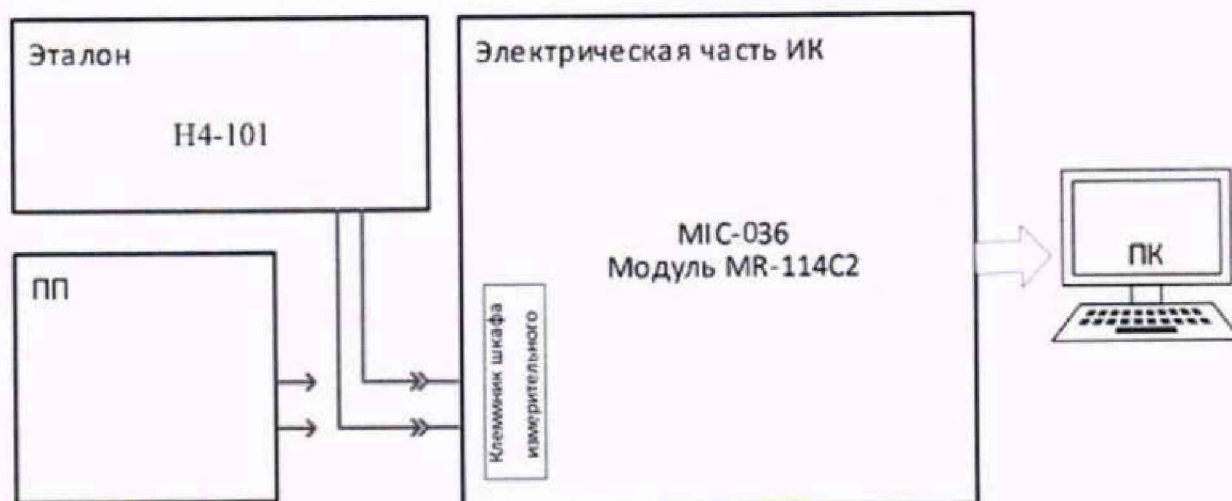 Эталон
Н4-101
ПП
Электрическая часть ИК
MIC-036
Модуль MR-114C2
Клеммник шкафа
измерительного
ПК